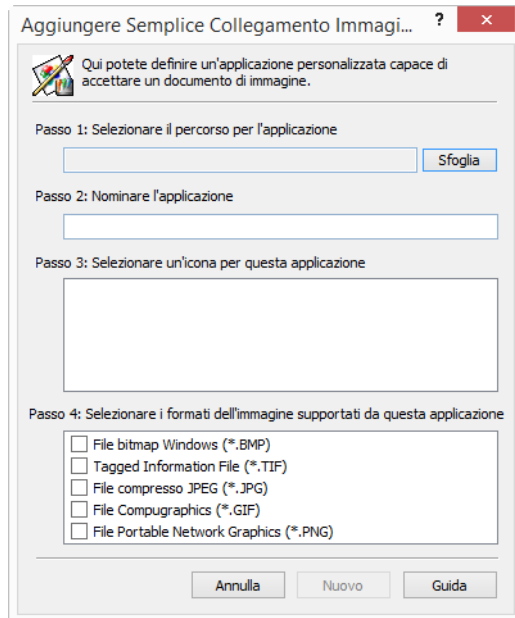 Aggiungere Semplice Collegamento Immagi... ? ×
Qui potete definire un'applicazione personalizzata capace di
accettare un documento di immagine.
Passo 1: Selezionare il percorso per l'applicazione
Sfoglia
Passo 2: Nominare l'applicazione
Passo 3: Selezionare un'icona per questa applicazione
Passo 4: Selezionare i formati dell'immagine supportati da questa applicazione
File bitmap Windows (*.BMP)
Tagged Information File (*.TIF)
File compresso JPEG (*.JPG)
File Compugraphics (*.GIF)
File Portable Network Graphics (*.PNG)
Annulla Nuovo Guida